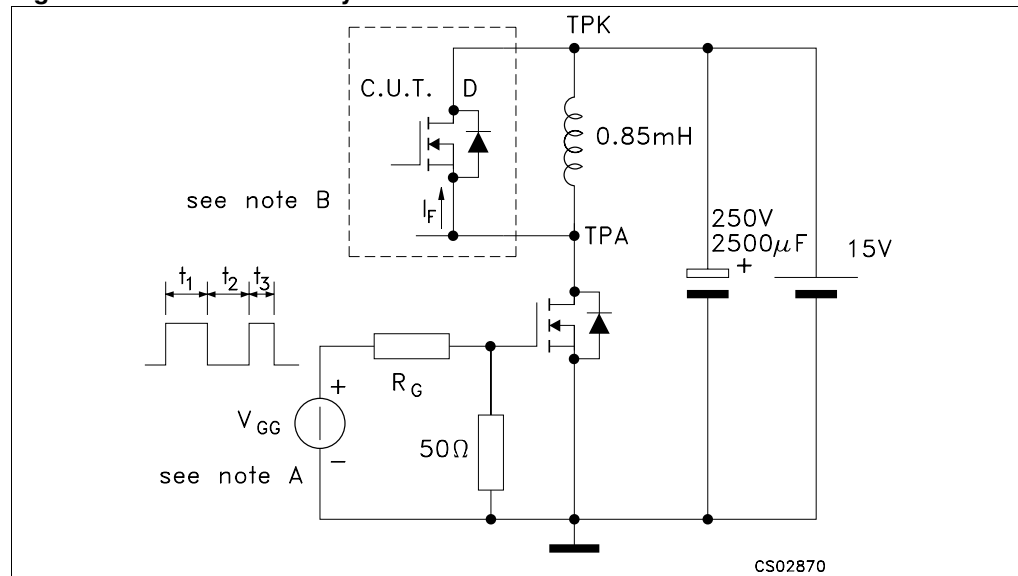 TPK
C.U.T. D
0.85mH
see note B
I_F
TPA
250V
2500μF
+
15V
t1 t2 t3
R_G
+
V_GG
−
50Ω
see note A
CS02870